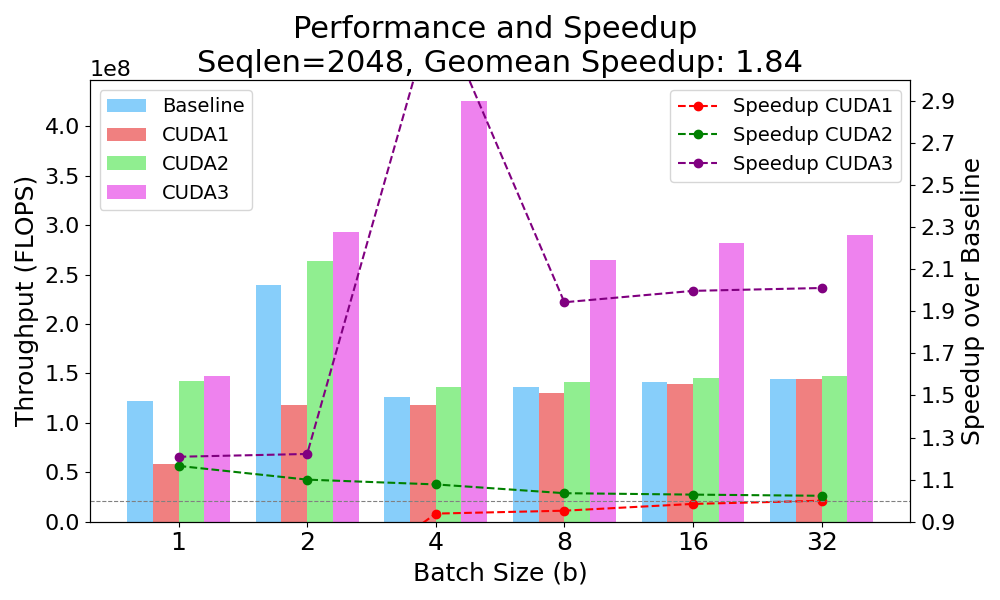 Performance and Speedup
Seqlen=2048, Geomean Speedup: 1.84
1e8
Baseline
CUDA1
CUDA2
CUDA3
Speedup CUDA1
Speedup CUDA2
Speedup CUDA3
Throughput (FLOPS)
4.0
3.5
3.0
2.5
2.0
1.5
1.0
0.5
0.0
2.9
2.7
2.5
2.3
2.1
1.9
1.7
1.5
1.3
1.1
0.9
Speedup over Baseline
1 2 4 8 16 32
Batch Size (b)